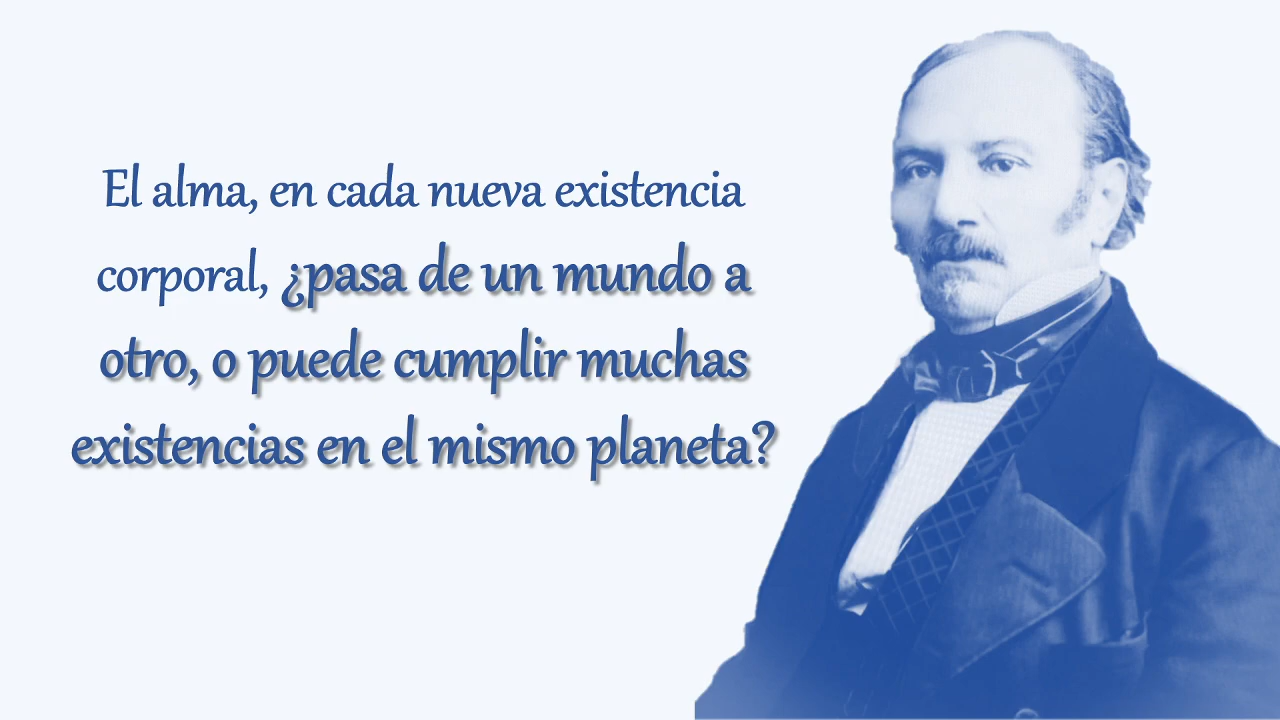 El alma, en cada nueva existencia
corporal, ¿pasa de un mundo a
otro, o puede cumplir muchas
existencias en el mismo planeta?